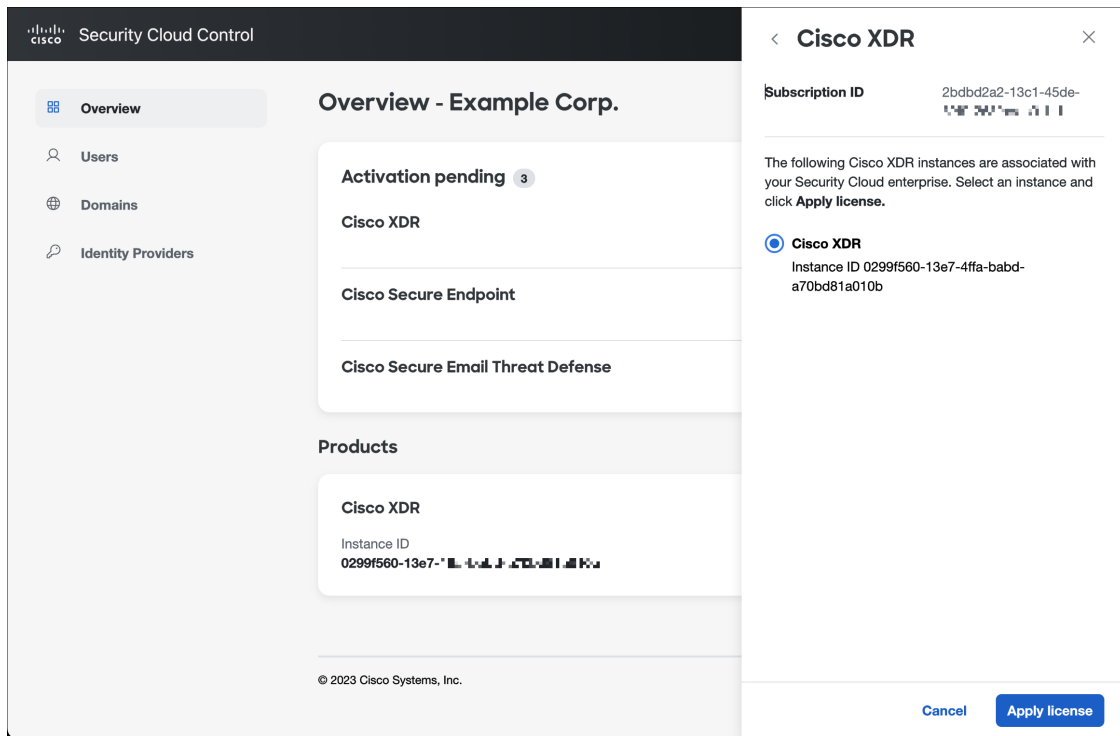 CISCO
Security Cloud Control
Overview
Users
Domains
Identity Providers
Overview - Example Corp.
Activation pending 3
Cisco XDR
Cisco Secure Endpoint
Cisco Secure Email Threat Defense
Products
Cisco XDR
Instance ID
0299f560-13e7-
© 2023 Cisco Systems, Inc.
Cisco XDR
Subscription ID
2bdbd2a2-13c1-45de-
The following Cisco XDR instances are associated with
your Security Cloud enterprise. Select an instance and
click Apply license.
Cisco XDR
Instance ID 0299f560-13e7-4ffa-babd-
a70bd81a010b
Cancel
Apply license